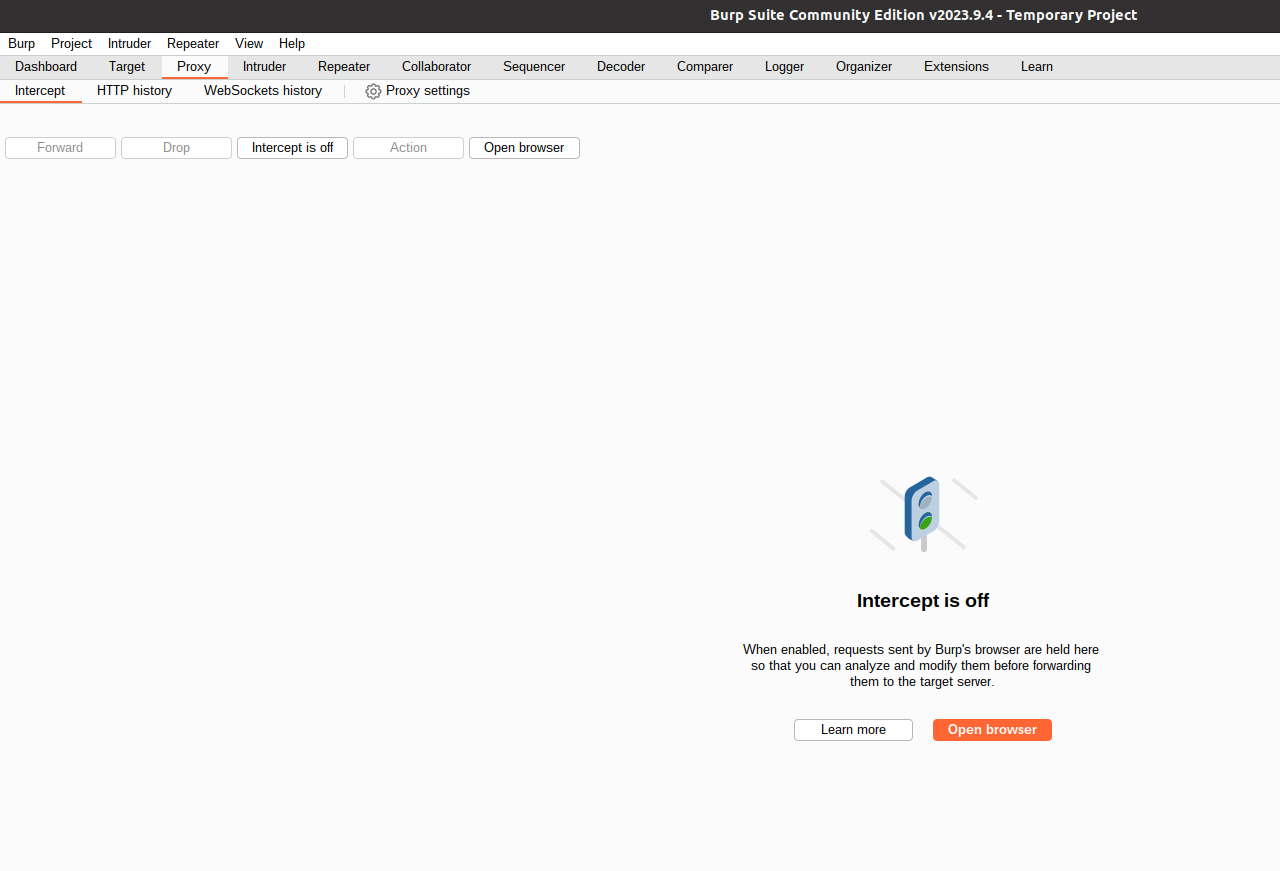 Burp Suite Community Edition v2023.9.4 - Temporary Project
Burp Project Intruder Repeater View Help
Dashboard Target Proxy Intruder Repeater Collaborator Sequencer Decoder Comparer Logger Organizer Extensions Learn
Intercept HTTP history WebSockets history Proxy settings
Forward Drop Intercept is off Action Open browser
Intercept is off
When enabled, requests sent by Burp's browser are held here
so that you can analyze and modify them before forwarding
them to the target server.
Learn more Open browser